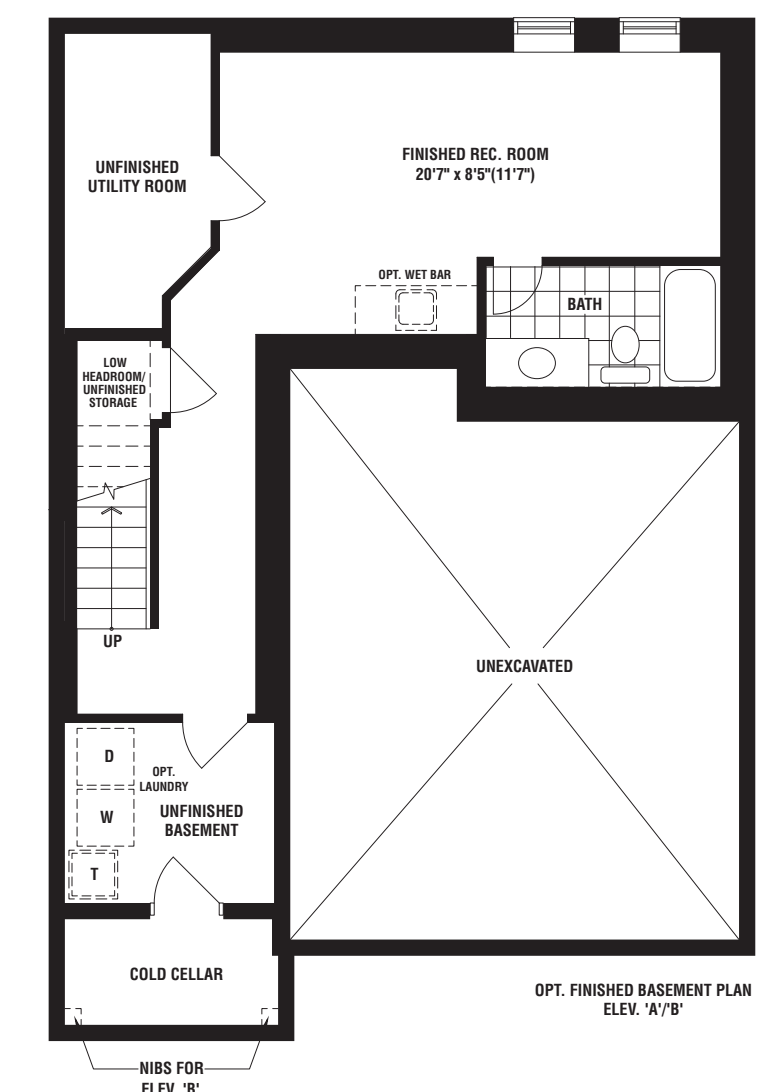 UNFINISHED
UTILITY ROOM
FINISHED REC. ROOM
20'7" x 8'5"(11'7")
OPT. WET BAR
BATH
LOW
HEADROOM/
UNFINISHED
STORAGE
UP
UNEXCAVATED
D
OPT.
LAUNDRY
W
UNFINISHED
BASEMENT
T
COLD CELLAR
OPT. FINISHED BASEMENT PLAN
ELEV. 'A'/'B'
NIBS FOR
ELEV. 'B'